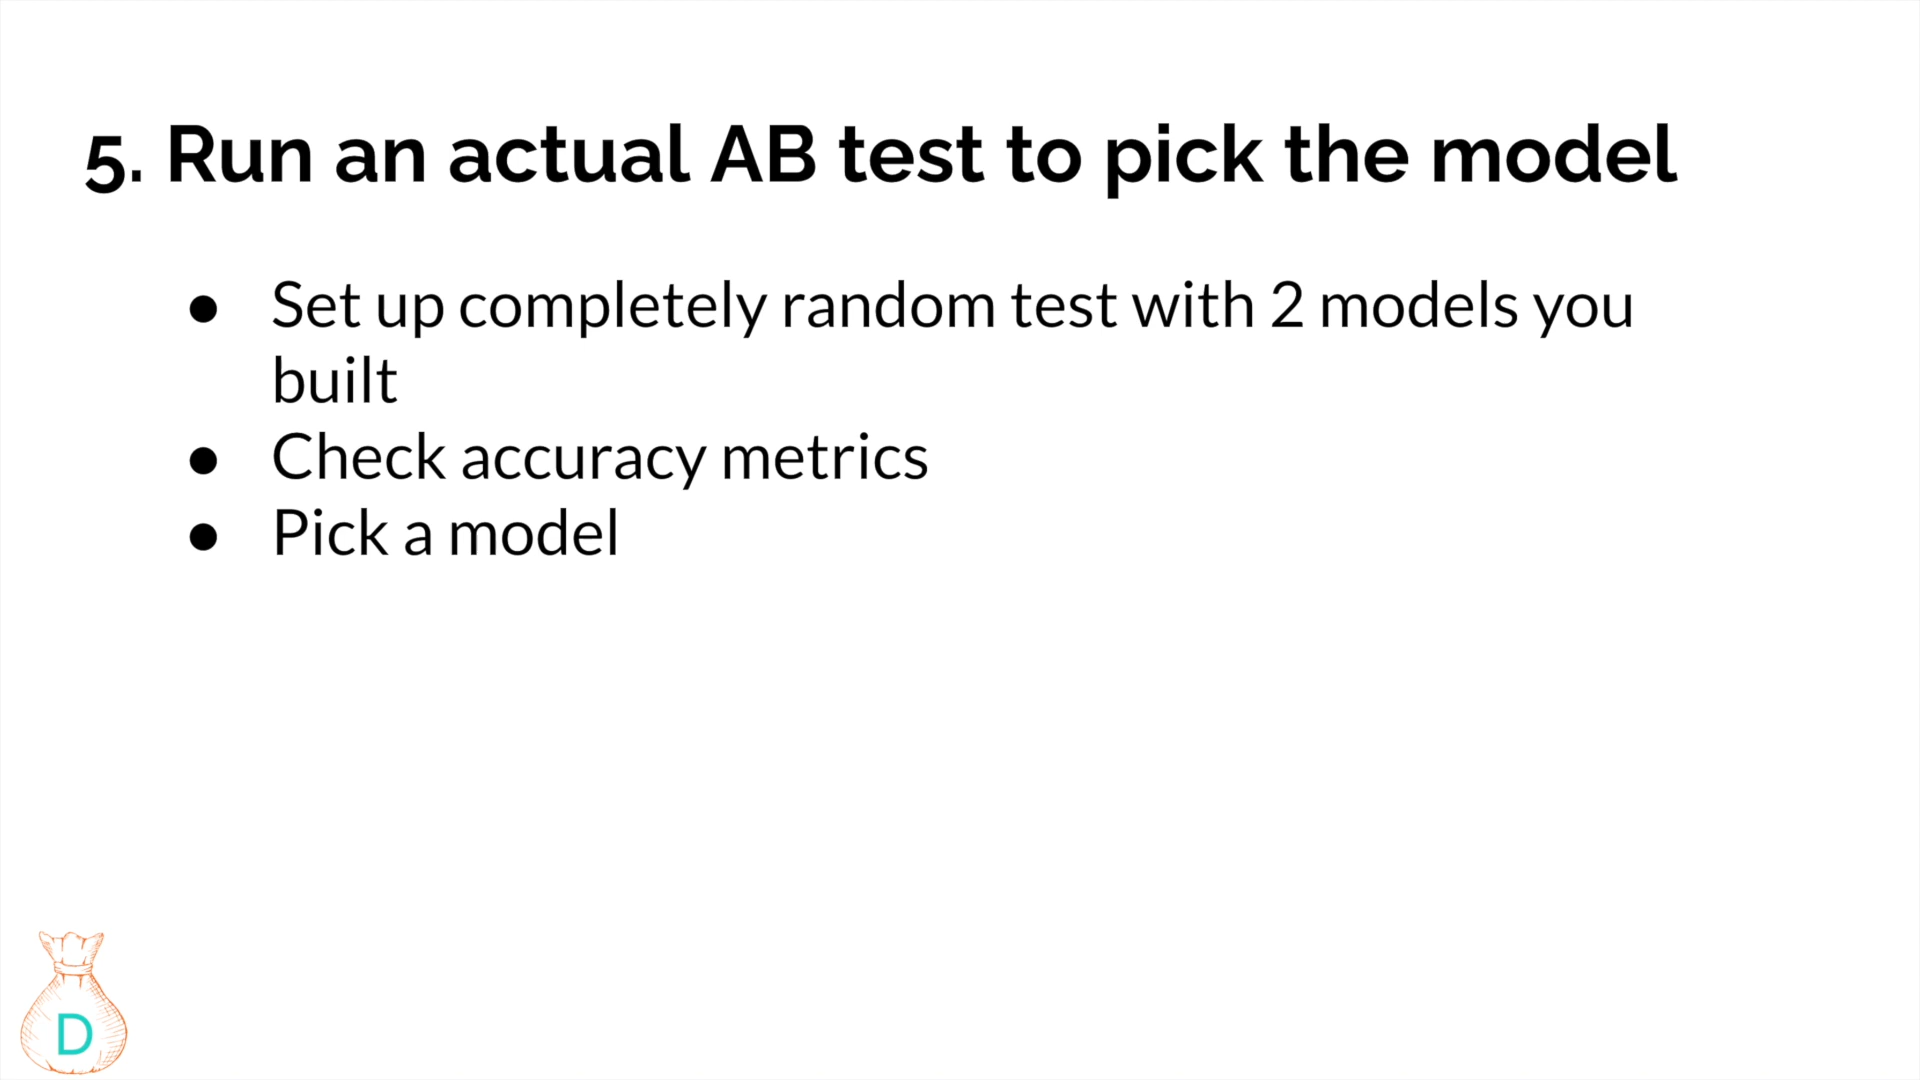 5. Run an actual AB test to pick the model
● Set up completely random test with 2 models you
built
● Check accuracy metrics
● Pick a model
D